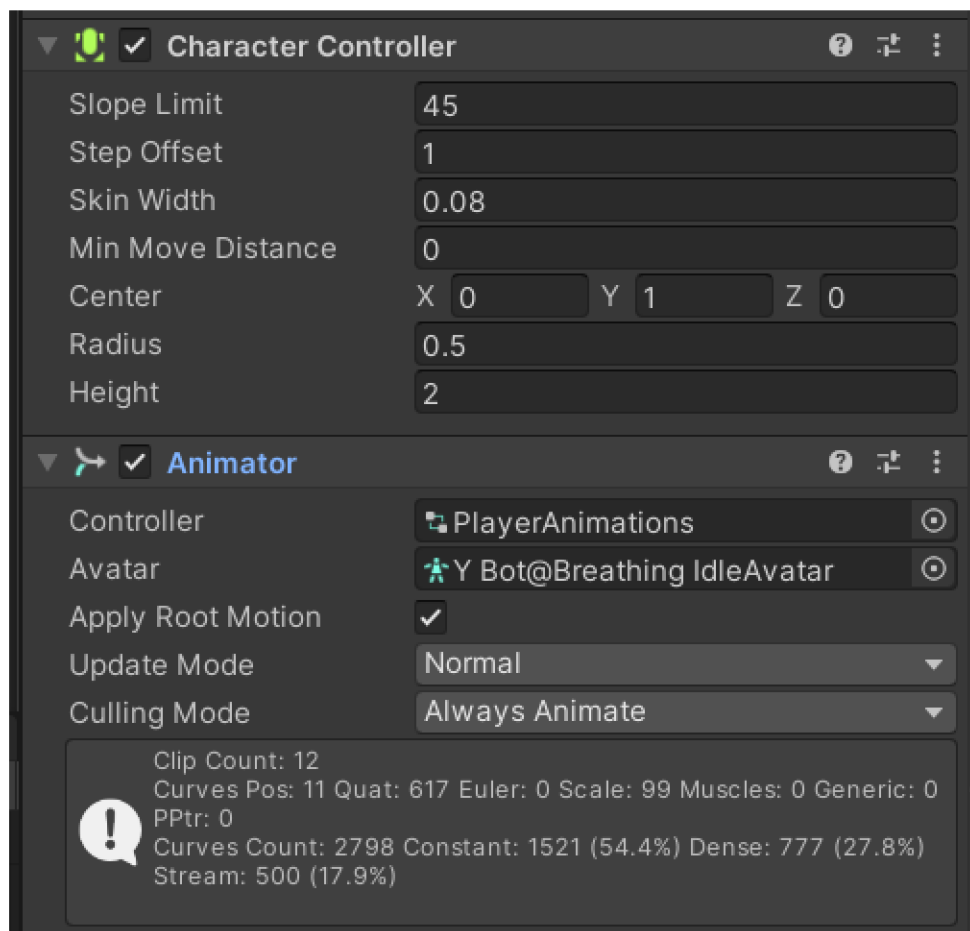 Character Controller
Slope Limit 45
Step Offset 1
Skin Width 0.08
Min Move Distance 0
Center X 0 Y 1 Z 0
Radius 0.5
Height 2
Animator
Controller PlayerAnimations
Avatar Y Bot@Breathing IdleAvatar
Apply Root Motion
Update Mode Normal
Culling Mode Always Animate
Clip Count: 12
Curves Pos: 11 Quat: 617 Euler: 0 Scale: 99 Muscles: 0 Generic: 0
PPtr: 0
Curves Count: 2798 Constant: 1521 (54.4%) Dense: 777 (27.8%)
Stream: 500 (17.9%)